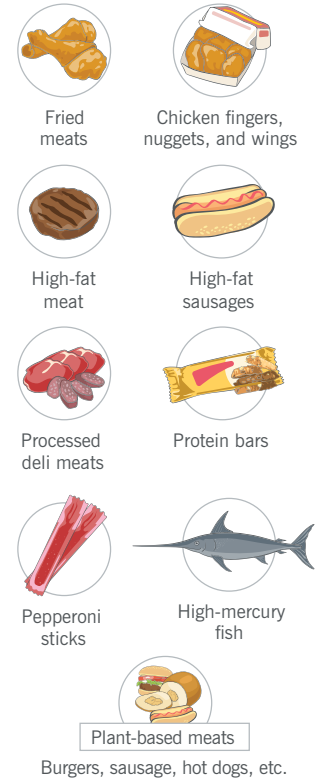 Fried
meats
Chicken fingers,
nuggets, and wings
High-fat
meat
High-fat
sausages
Processed
deli meats
Protein bars
Pepperoni
sticks
High-mercury
fish
Plant-based meats
Burgers, sausage, hot dogs, etc.